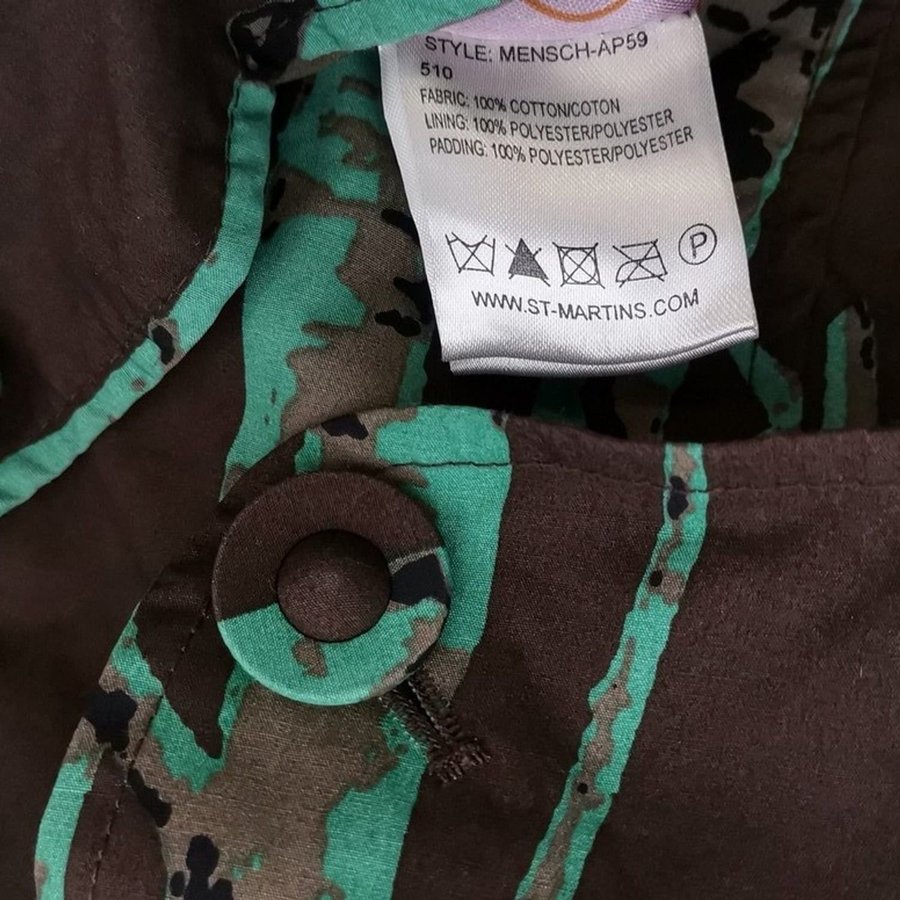 STYLE: MENSCH-AP59
510
FABRIC: 100% COTTON/COTON
LINING: 100% POLYESTER/POLYESTER
PADDING: 100% POLYESTER/POLYESTER
P
WWW.ST-MARTINS.COM